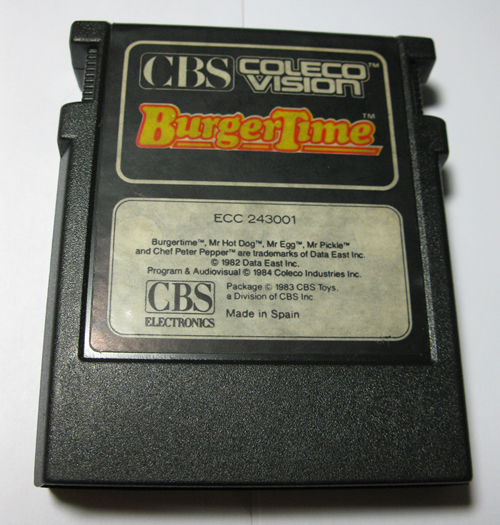 CBS COLECO VISION™
BurgerTime™
ECC 243001
Burgertime™, Mr Hot Dog™, Mr Egg™, Mr Pickle™
and Chef Peter Pepper™ are trademarks of Data East Inc.
© 1982 Data East Inc.
Program & Audiovisual © 1984 Coleco Industries Inc.
CBS
ELECTRONICS
Package © 1983 CBS Toys.
a Division of CBS Inc
Made in Spain